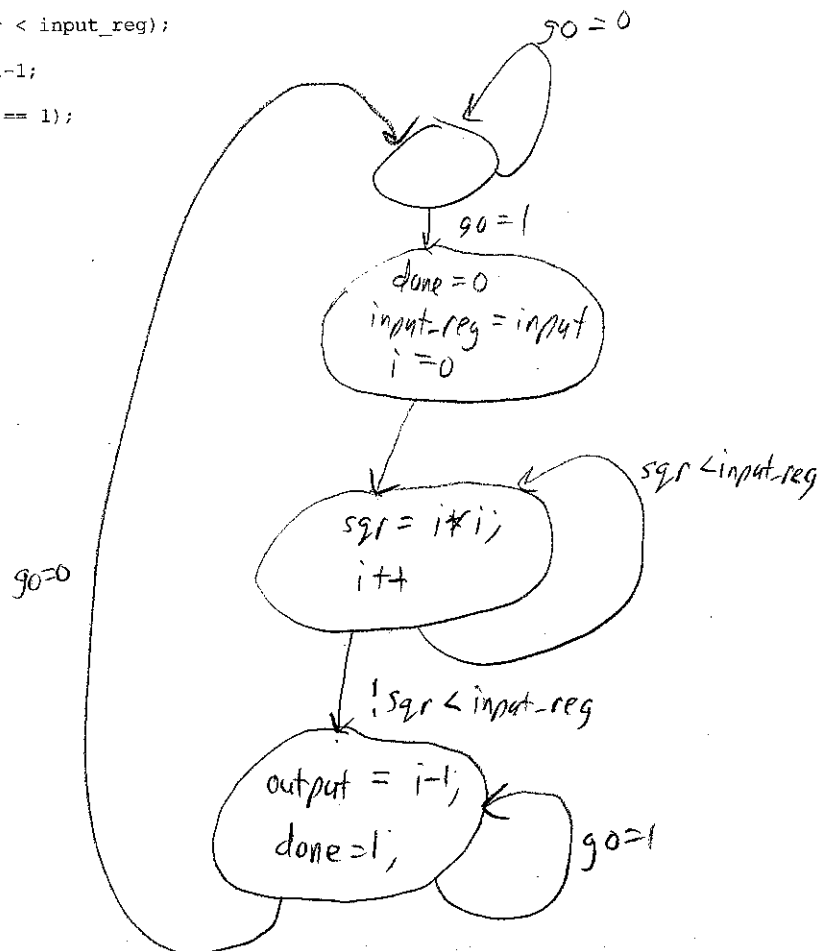 < input_reg);
-1;
== 1);
go = 0
go = 1
done = 0
input_reg = input
i = 0
sqr < input_reg
sqr = i * i;
i++
go=0
! sqr < input_reg
output = i-1;
done = 1;
go=1